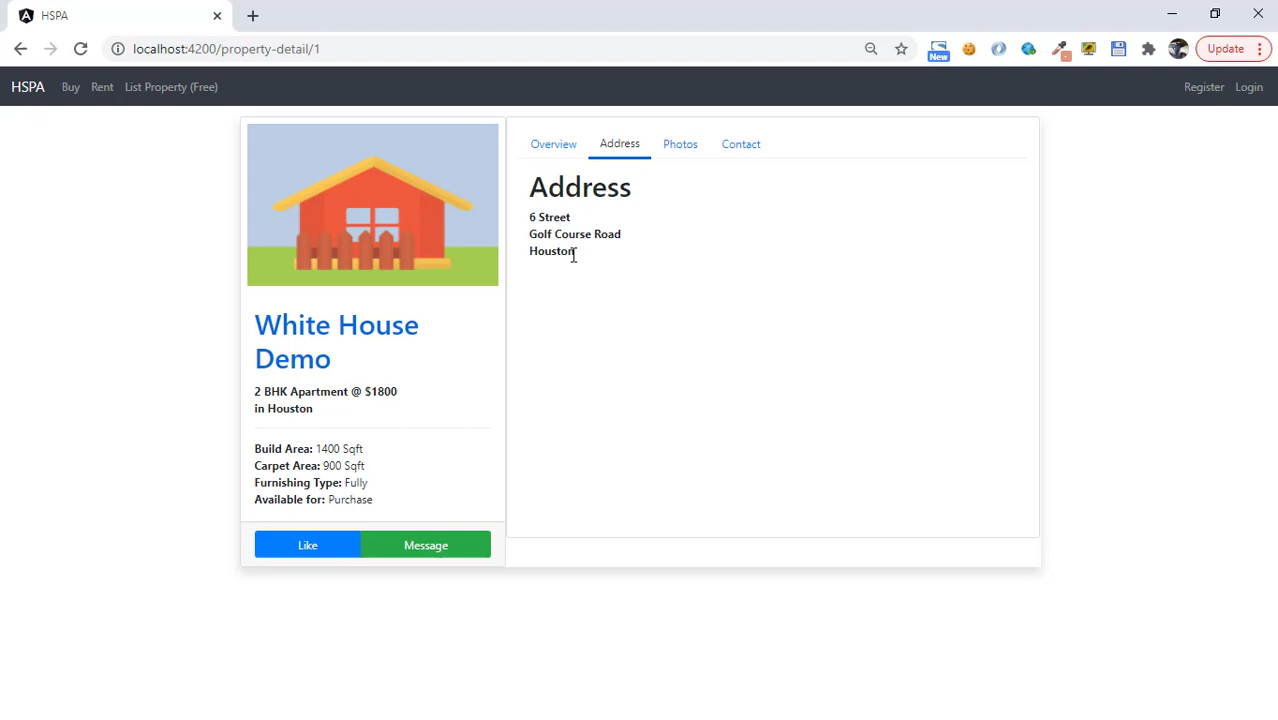 HSPA
localhost:4200/property-detail/1
New
Update
HSPA
Buy
Rent
List Property (Free)
Register
Login
Overview
Address
Photos
Contact
Address
6 Street
Golf Course Road
Houston
White House
Demo
2 BHK Apartment @ $1800
in Houston
Build Area: 1400 Sqft
Carpet Area: 900 Sqft
Furnishing Type: Fully
Available for: Purchase
Like
Message